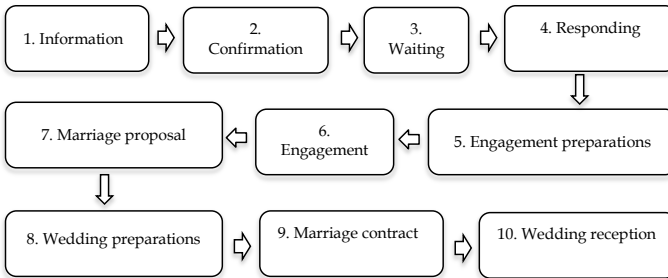 1. Information
2.
Confirmation
3.
Waiting
4. Responding
5. Engagement preparations
6.
Engagement
7. Marriage proposal
8. Wedding preparations
9. Marriage contract
10. Wedding reception